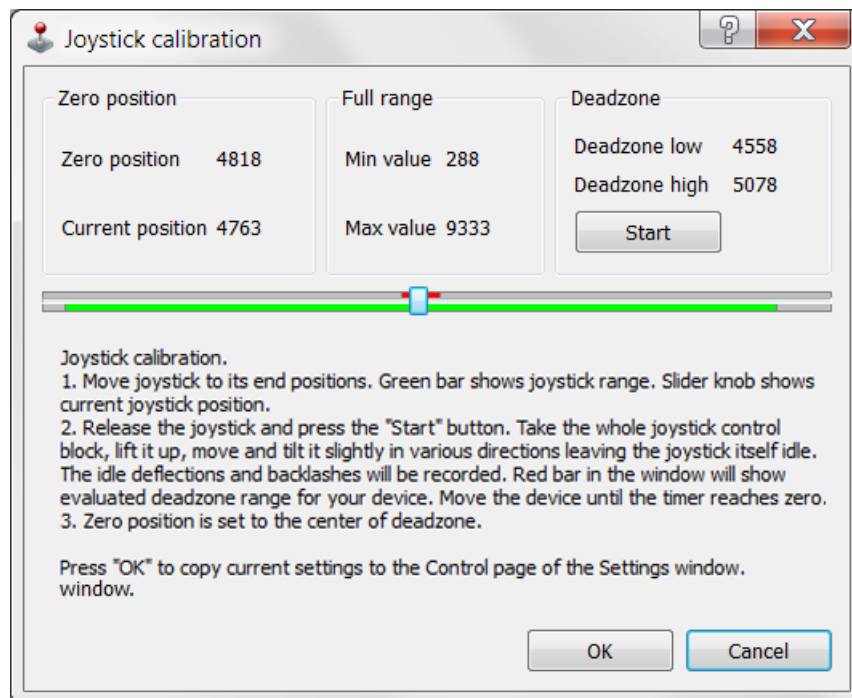 Joystick calibration
Zero position
Zero position 4818
Current position 4763
Full range
Min value 288
Max value 9333
Deadzone
Deadzone low 4558
Deadzone high 5078
Start
Joystick calibration.
1. Move joystick to its end positions. Green bar shows joystick range. Slider knob shows
current joystick position.
2. Release the joystick and press the "Start" button. Take the whole joystick control
block, lift it up, move and tilt it slightly in various directions leaving the joystick itself idle.
The idle deflections and backlashes will be recorded. Red bar in the window will show
evaluated deadzone range for your device. Move the device until the timer reaches zero.
3. Zero position is set to the center of deadzone.
Press "OK" to copy current settings to the Control page of the Settings window.
window.
OK
Cancel